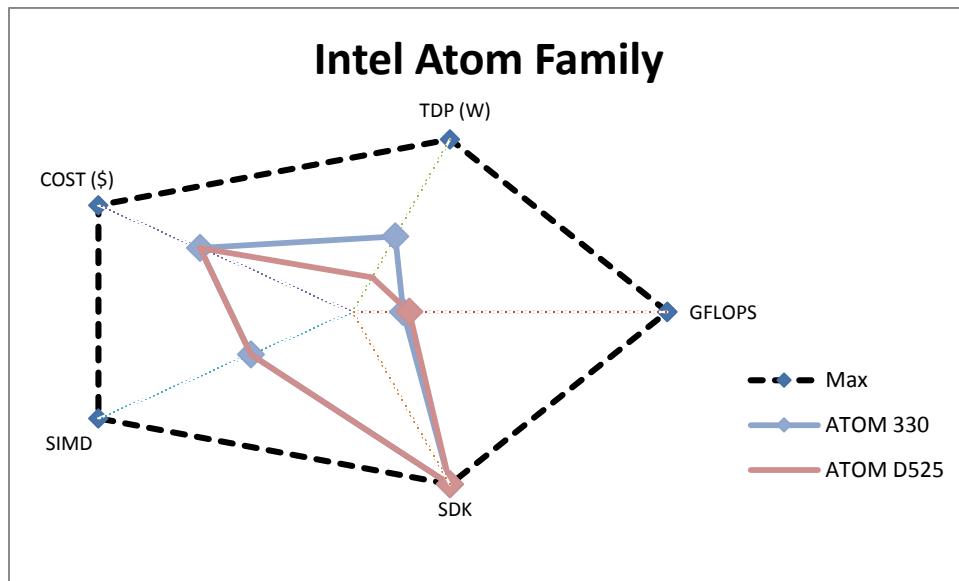 Intel Atom Family
TDP (W)
COST ($)
GFLOPS
SIMD
SDK
Max
ATOM 330
ATOM D525